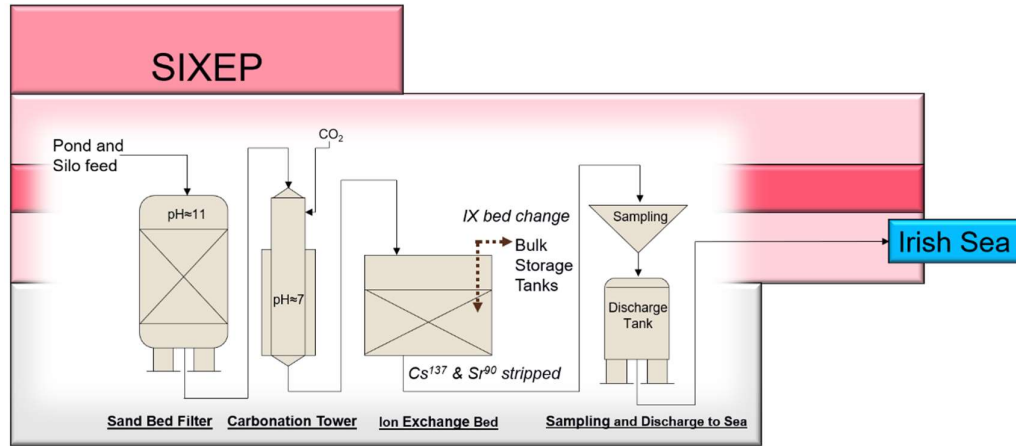 SIXEP
Pond and
Silo feed
CO₂
pH≈11
pH≈7
IX bed change
Bulk
Storage
Tanks
Cs¹³⁷ & Sr⁹⁰ stripped
Sampling
Discharge
Tank
Irish Sea
Sand Bed Filter
Carbonation Tower
Ion Exchange Bed
Sampling and Discharge to Sea